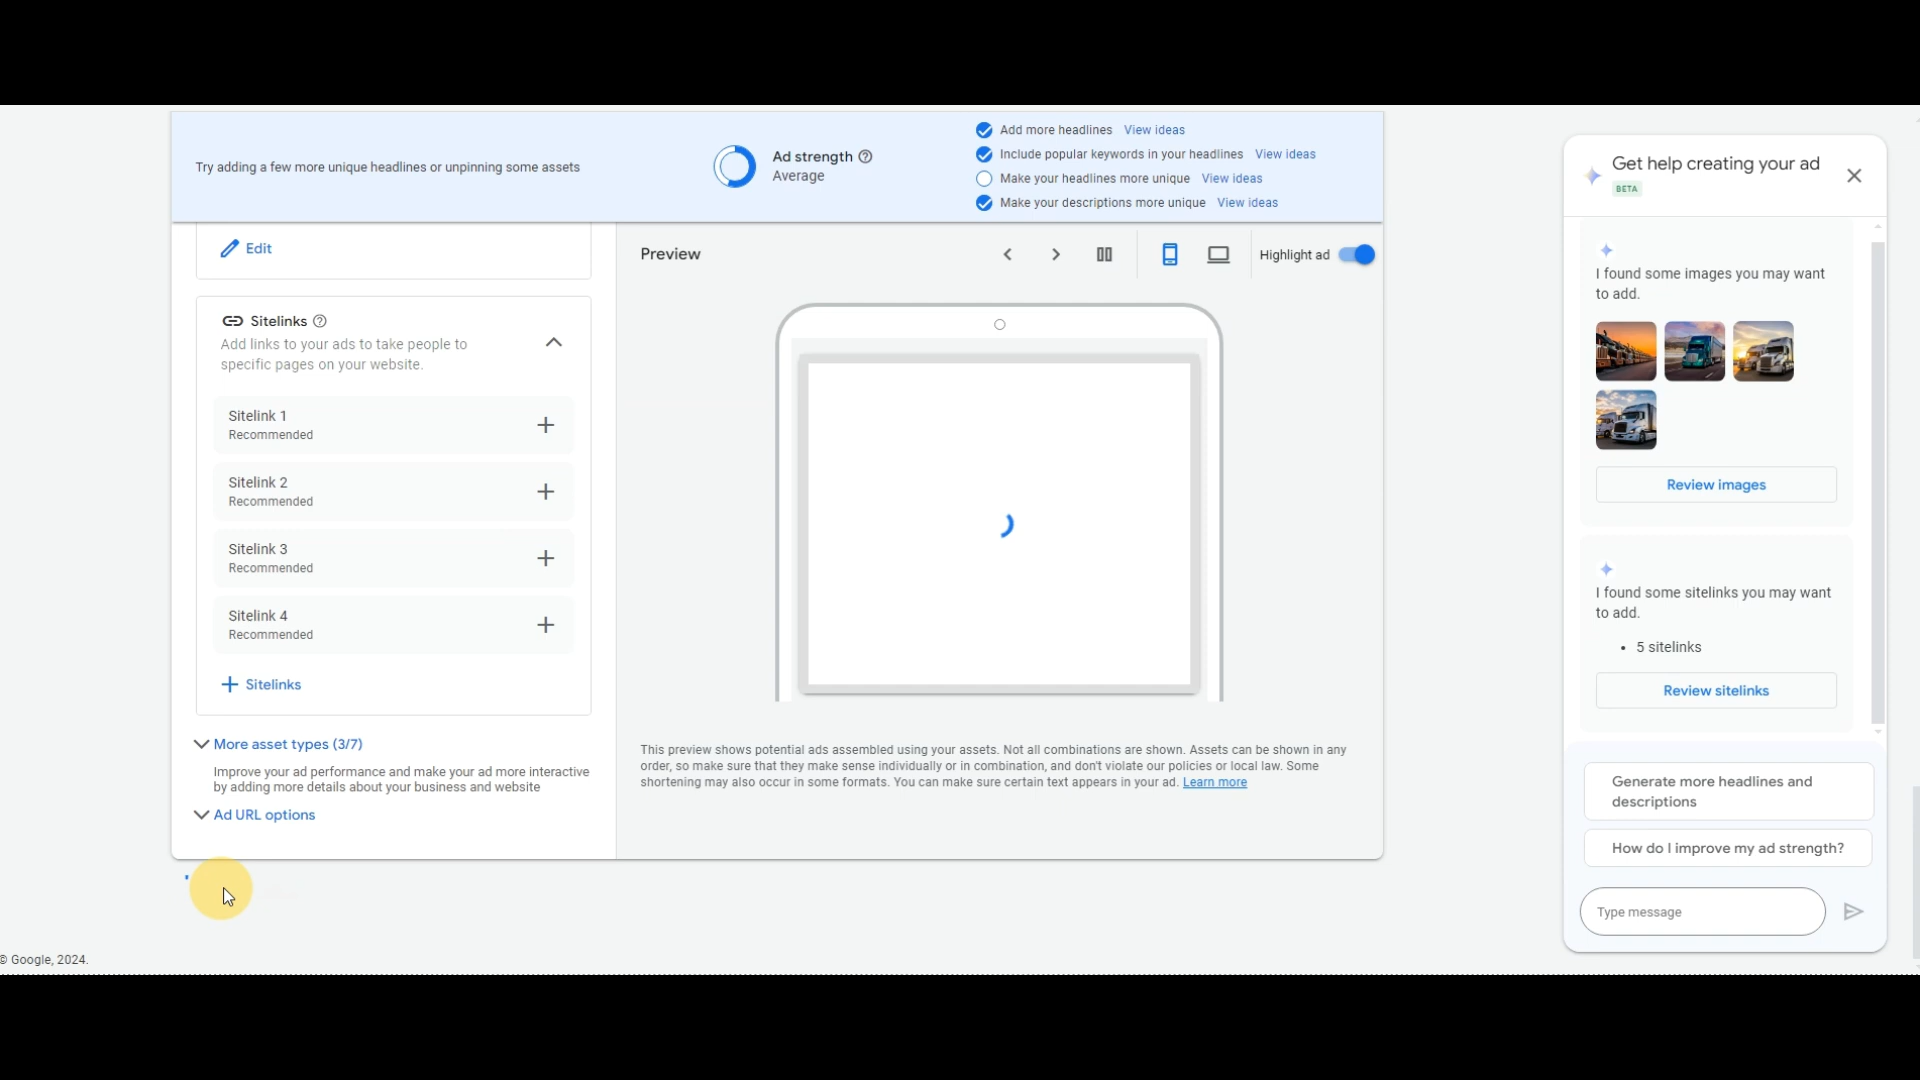 Try adding a few more unique headlines or unpinning some assets
Ad strength
Average
Add more headlines View ideas
Include popular keywords in your headlines View ideas
Make your headlines more unique View ideas
Make your descriptions more unique View ideas
Edit
Sitelinks
Add links to your ads to take people to
specific pages on your website.
Sitelink 1
Recommended
Sitelink 2
Recommended
Sitelink 3
Recommended
Sitelink 4
Recommended
Sitelinks
More asset types (3/7)
Improve your ad performance and make your ad more interactive
by adding more details about your business and website
Ad URL options
Preview
Highlight ad
This preview shows potential ads assembled using your assets. Not all combinations are shown. Assets can be shown in any
order, so make sure that they make sense individually or in combination, and don't violate our policies or local law. Some
shortening may also occur in some formats. You can make sure certain text appears in your ad. Learn more
Get help creating your ad
BETA
I found some images you may want
to add.
Review images
I found some sitelinks you may want
to add.
• 5 sitelinks
Review sitelinks
Generate more headlines and
descriptions
How do I improve my ad strength?
Type message
© Google, 2024.